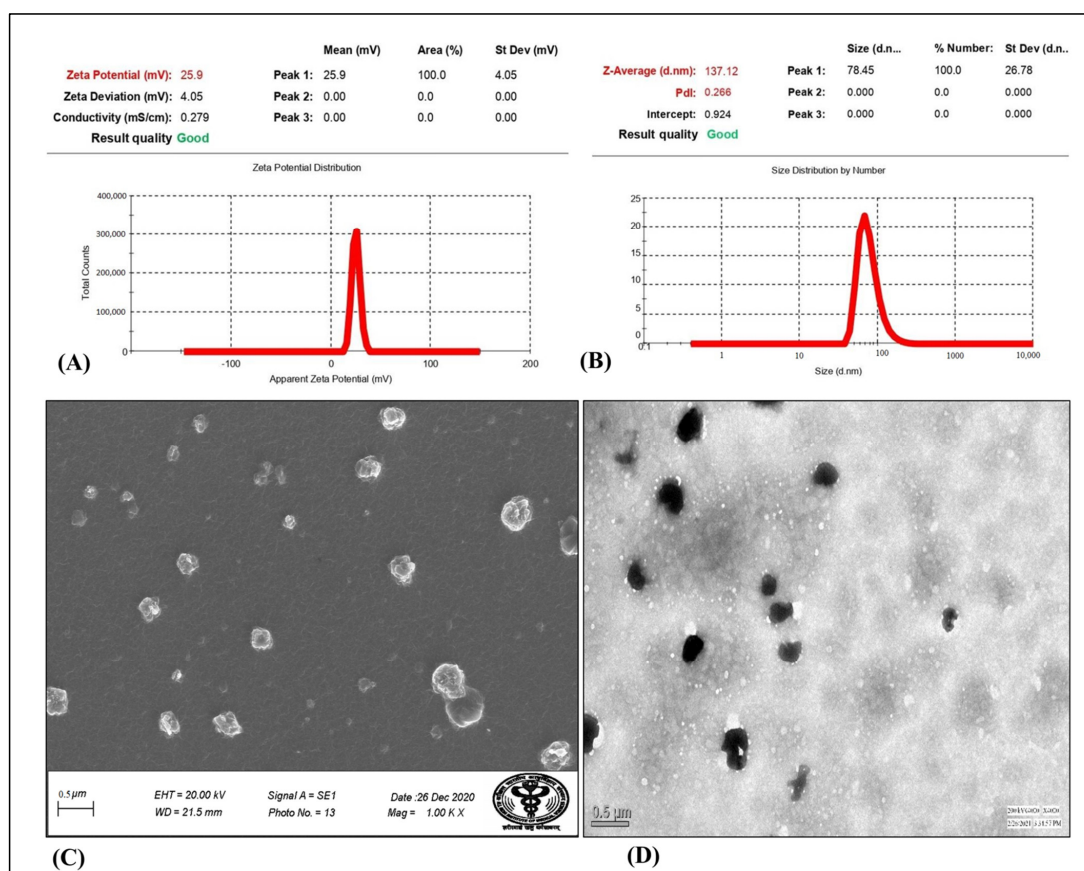 Mean (mV) Area (%) St Dev (mV)
Zeta Potential (mV): 25.9 Peak 1: 25.9 100.0 4.05
Zeta Deviation (mV): 4.05 Peak 2: 0.00 0.0 0.00
Conductivity (mS/cm): 0.279 Peak 3: 0.00 0.0 0.00
Result quality Good
Zeta Potential Distribution
400,000
300,000
200,000
100,000
0
Total Counts
-100 0 100 200
Apparent Zeta Potential (mV)
(A)
Size (d.n... % Number: St Dev (d.n..
Z-Average (d.nm): 137.12 Peak 1: 78.45 100.0 26.78
PdI: 0.266 Peak 2: 0.000 0.0 0.000
Intercept: 0.924 Peak 3: 0.000 0.0 0.000
Result quality Good
Size Distribution by Number
25
20
15
10
5
0
0.1 1 10 100 1000 10,000
Size (d.nm)
(B)
0.5 µm
EHT = 20.00 kV Signal A = SE1 Date :26 Dec 2020
WD = 21.5 mm Photo No. = 13 Mag = 1.00 K X
(C)
0.5 µm
2/26/2021
(D)